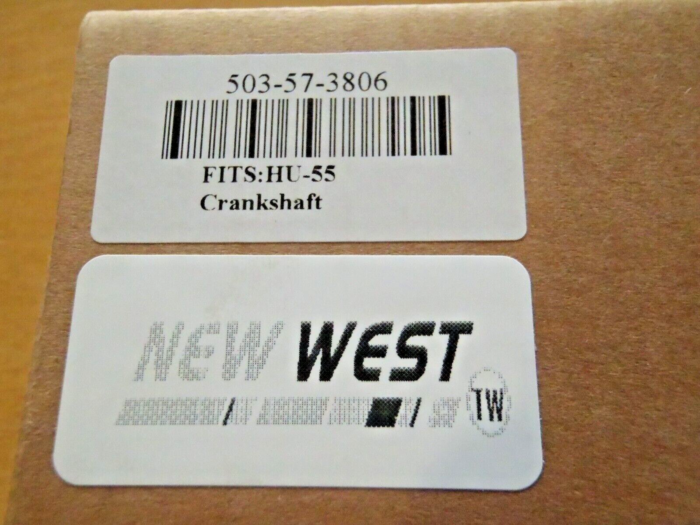 503-57-3806
FITS:HU-55
Crankshaft
NEW WEST
TW